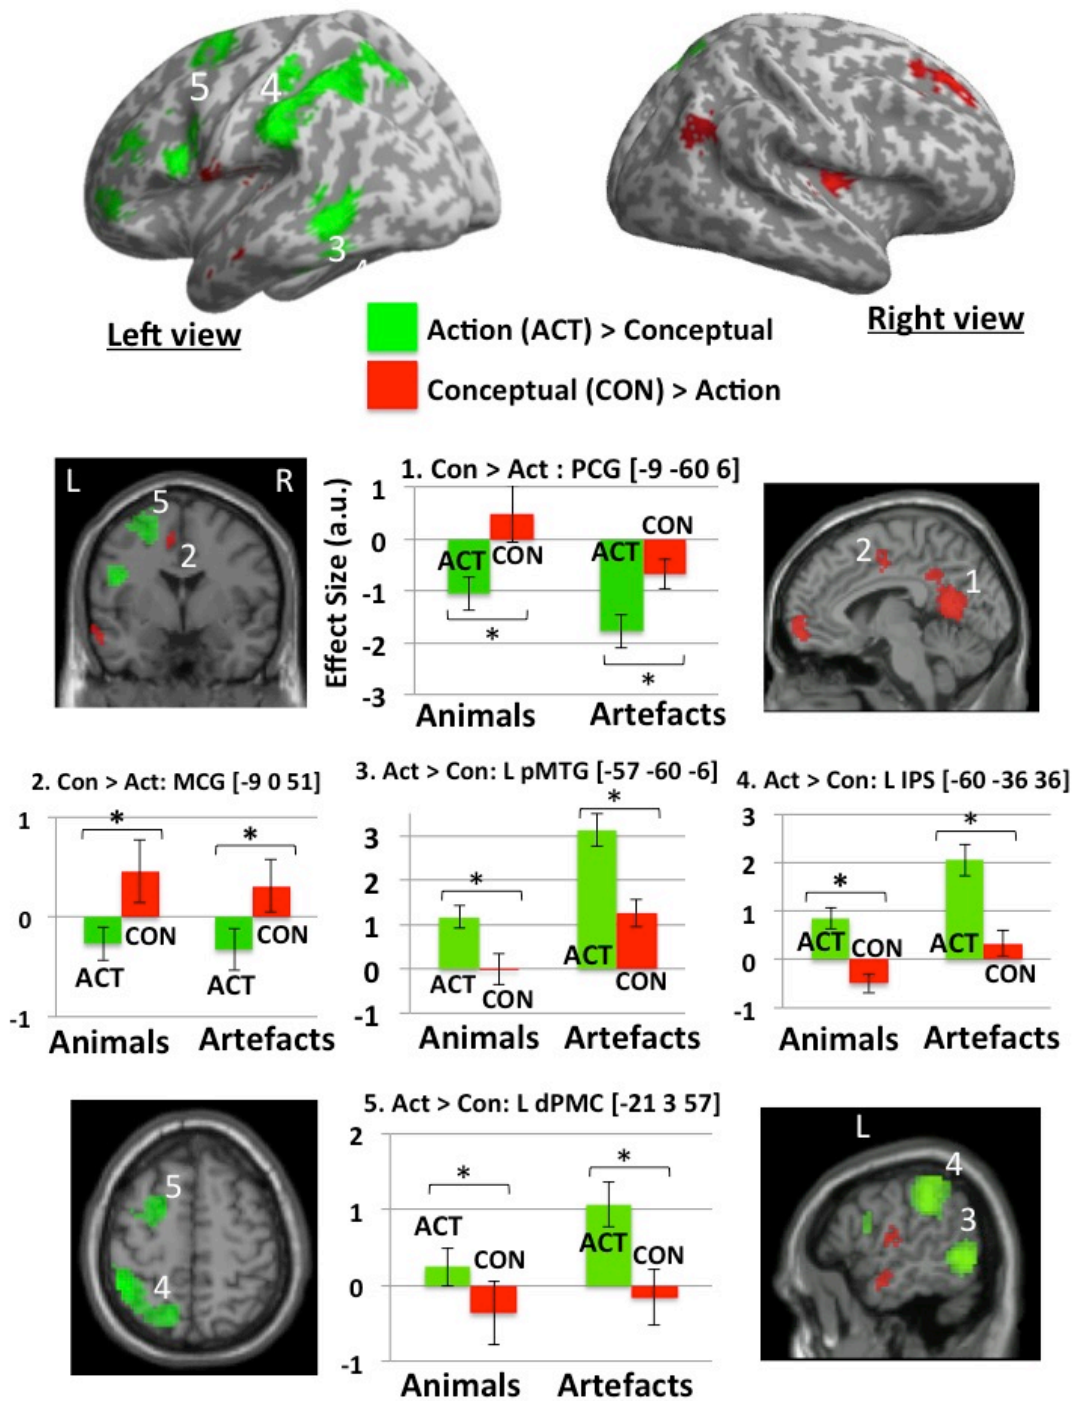 5
4
3
Left view
Right view
Action (ACT) > Conceptual
Conceptual (CON) > Action
L
R
5
2
1. Con > Act : PCG [-9 -60 6]
Effect Size (a.u.)
1
0
-1
-2
-3
ACT
CON
*
ACT
CON
*
Animals
Artefacts
2
1
2. Con > Act: MCG [-9 0 51]
1
0
-1
*
*
ACT
CON
ACT
CON
Animals
Artefacts
3. Act > Con: L pMTG [-57 -60 -6]
3
2
1
0
-1
*
*
ACT
CON
ACT
CON
Animals
Artefacts
4. Act > Con: L IPS [-60 -36 36]
3
2
1
0
-1
*
*
ACT
CON
ACT
CON
Animals
Artefacts
5
4
5. Act > Con: L dPMC [-21 3 57]
2
1
0
-1
*
*
ACT
CON
ACT
CON
Animals
Artefacts
L
4
3